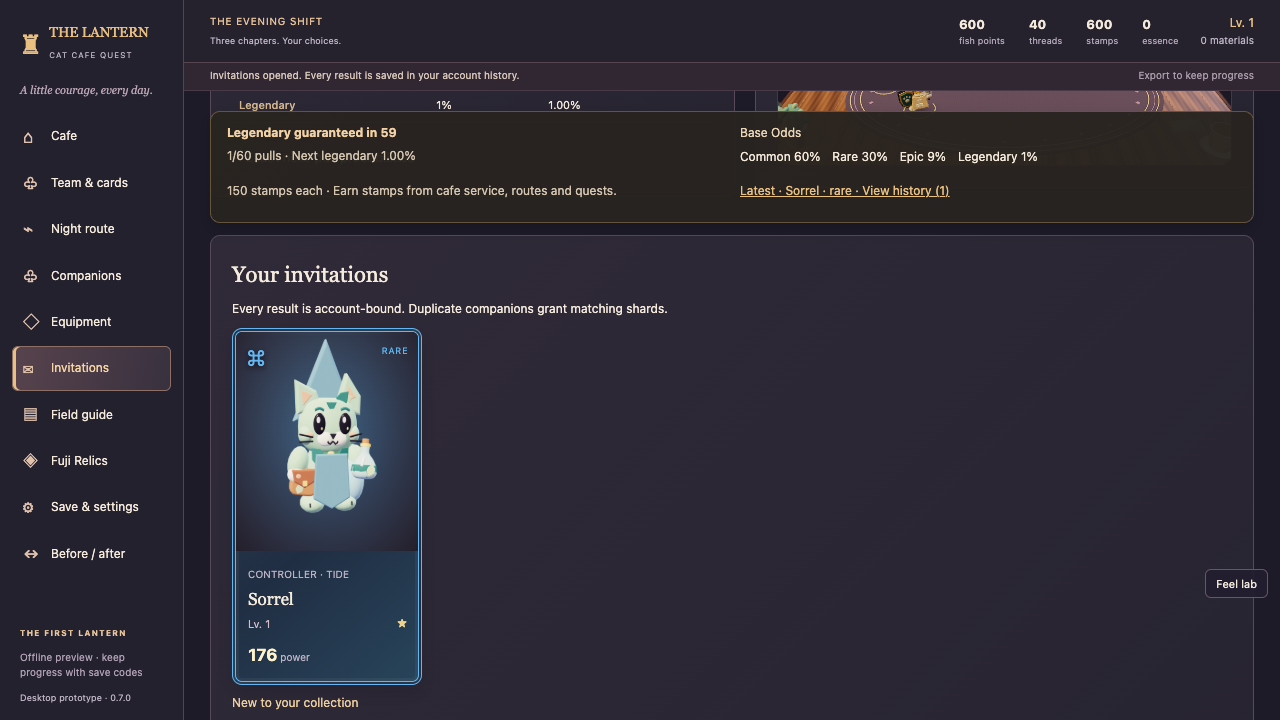 THE LANTERN
CAT CAFE QUEST
A little courage, every day.
Cafe
Team & cards
Night route
Companions
Equipment
Invitations
Field guide
Fuji Relics
Save & settings
Before / after
THE FIRST LANTERN
Offline preview · keep
progress with save codes
Desktop prototype · 0.7.0
THE EVENING SHIFT
Three chapters. Your choices.
600 fish points
40 threads
600 stamps
0 essence
Lv. 1
0 materials
Invitations opened. Every result is saved in your account history.
Export to keep progress
Legendary 1% 1.00%
Legendary guaranteed in 59
1/60 pulls · Next legendary 1.00%
150 stamps each · Earn stamps from cafe service, routes and quests.
Base Odds
Common 60% Rare 30% Epic 9% Legendary 1%
Latest · Sorrel · rare · View history (1)
Your invitations
Every result is account-bound. Duplicate companions grant matching shards.
RARE
CONTROLLER · TIDE
Sorrel
Lv. 1
176 power
New to your collection
Feel lab